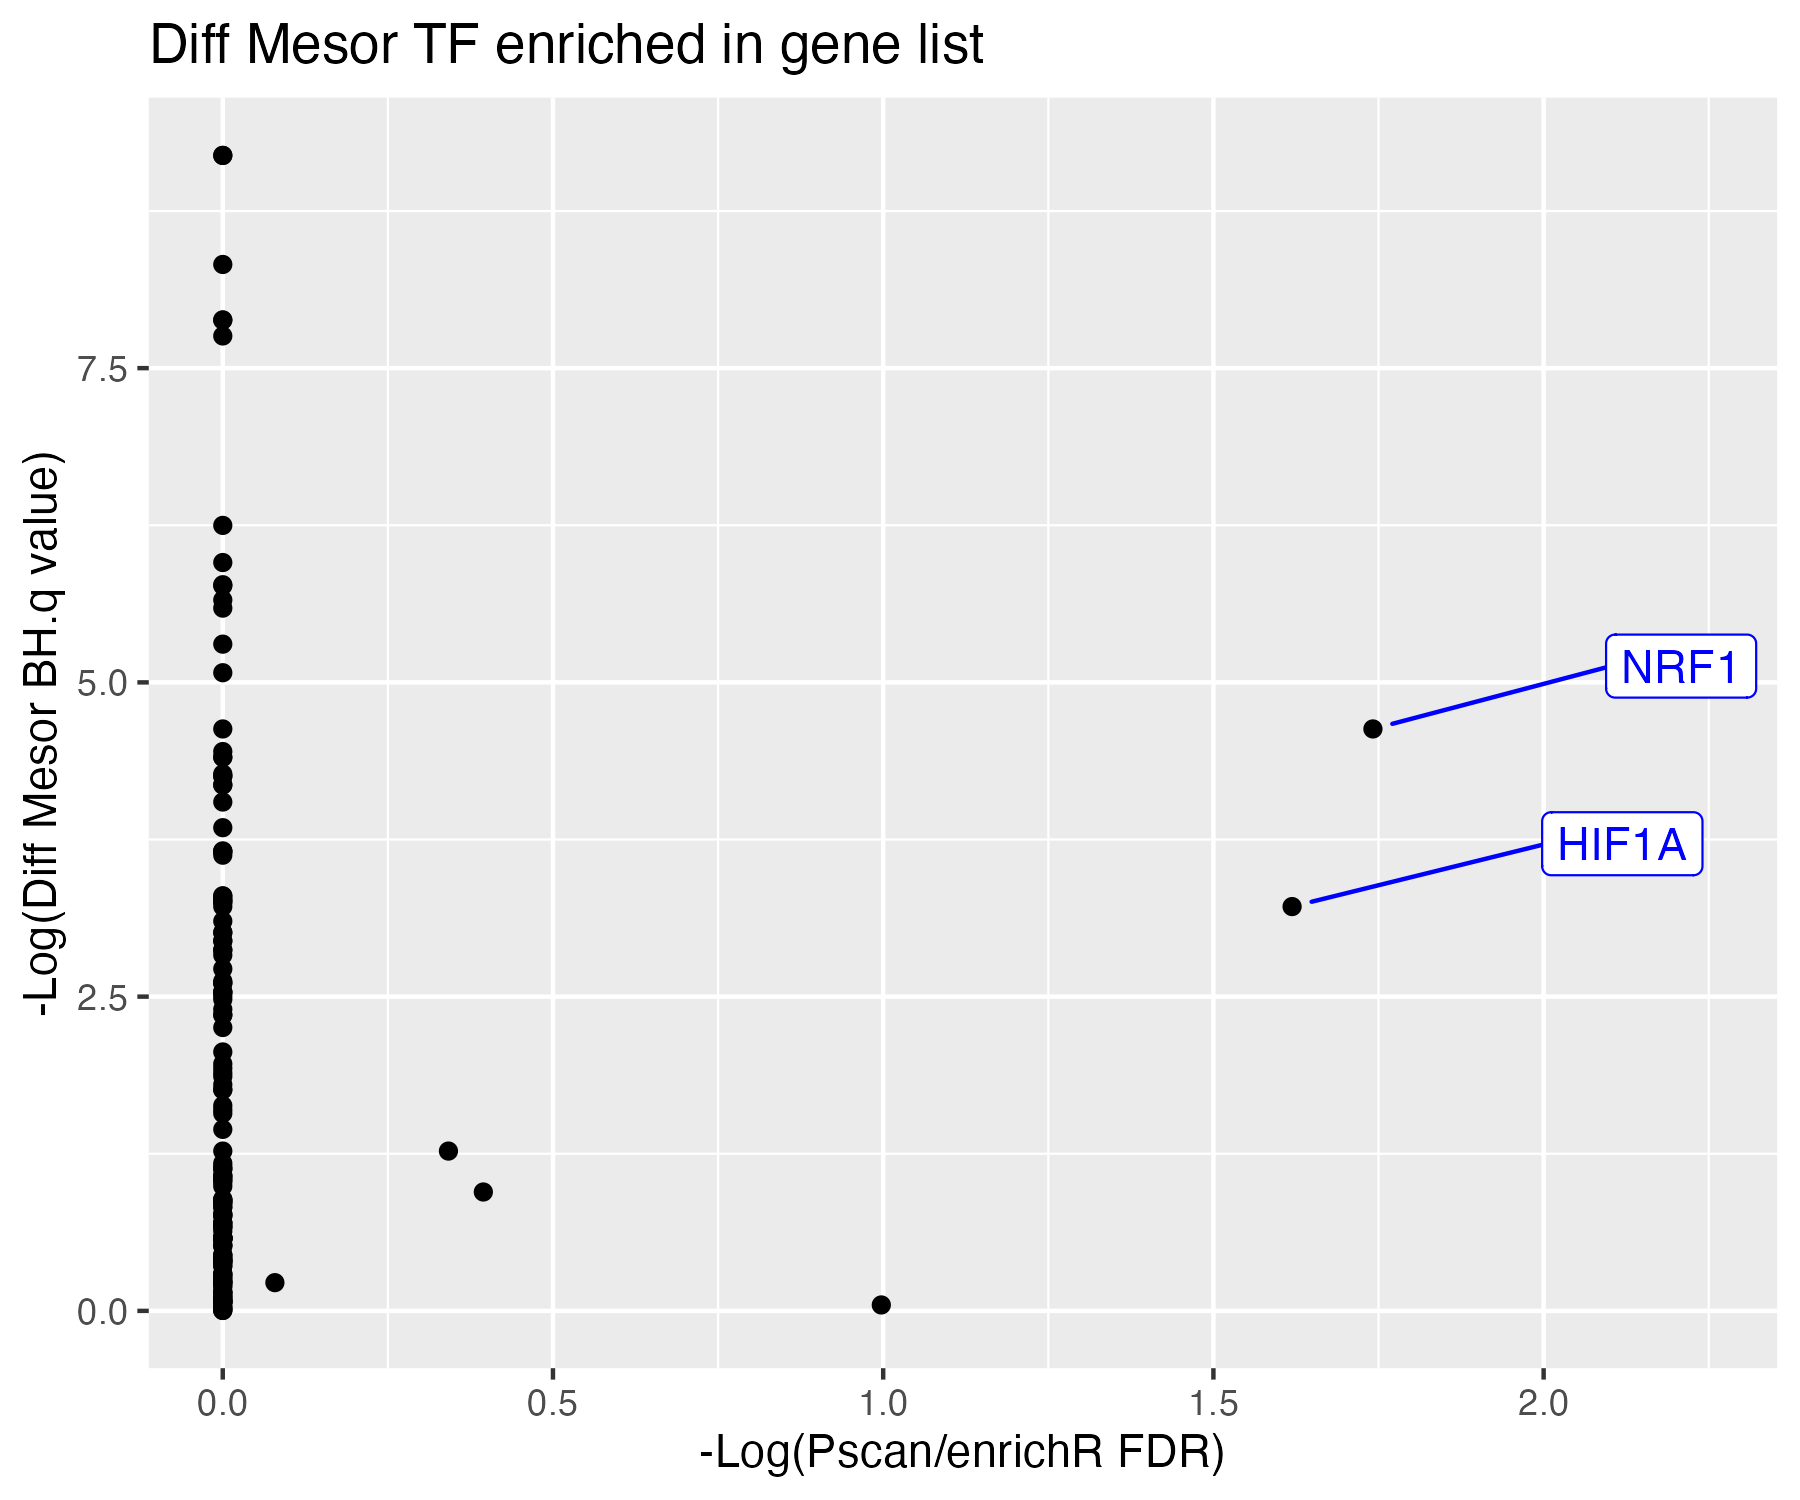 Diff Mesor TF enriched in gene list
-Log(Diff Mesor BH.q value)
7.5
5.0
2.5
0.0
NRF1
HIF1A
0.0 0.5 1.0 1.5 2.0
-Log(Pscan/enrichR FDR)